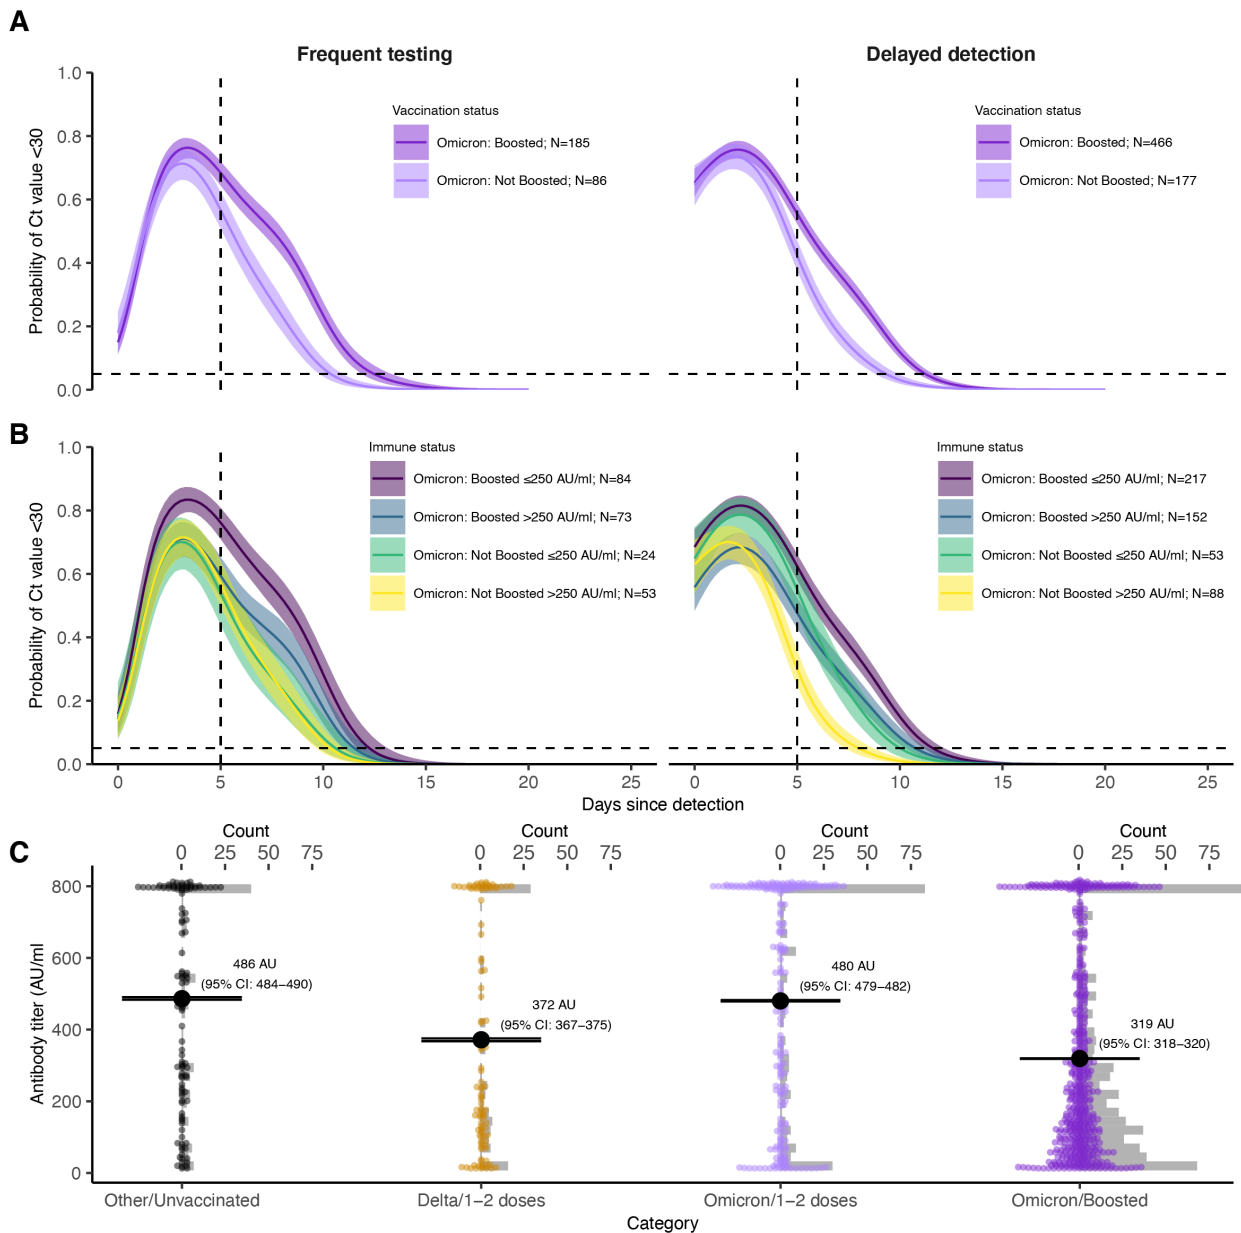 A
Frequent testing
Delayed detection
Probability of Ct value <30
1.0
0.8
0.6
0.4
0.2
0.0
Vaccination status
Omicron: Boosted; N=185
Omicron: Not Boosted; N=86
Vaccination status
Omicron: Boosted; N=466
Omicron: Not Boosted; N=177
B
Probability of Ct value <30
1.0
0.8
0.6
0.4
0.2
0.0
Immune status
Omicron: Boosted ≤250 AU/ml; N=84
Omicron: Boosted >250 AU/ml; N=73
Omicron: Not Boosted ≤250 AU/ml; N=24
Omicron: Not Boosted >250 AU/ml; N=53
Immune status
Omicron: Boosted ≤250 AU/ml; N=217
Omicron: Boosted >250 AU/ml; N=152
Omicron: Not Boosted ≤250 AU/ml; N=53
Omicron: Not Boosted >250 AU/ml; N=88
0 5 10 15 20 25
0 5 10 15 20 25
Days since detection
C
Count
0 25 50 75
Count
0 25 50 75
Count
0 25 50 75
Count
0 25 50 75
Antibody titer (AU/ml
800
600
400
200
0
486 AU
(95% CI: 484–490)
372 AU
(95% CI: 367–375)
480 AU
(95% CI: 479–482)
319 AU
(95% CI: 318–320)
Other/Unvaccinated
Delta/1–2 doses
Omicron/1–2 doses
Omicron/Boosted
Category